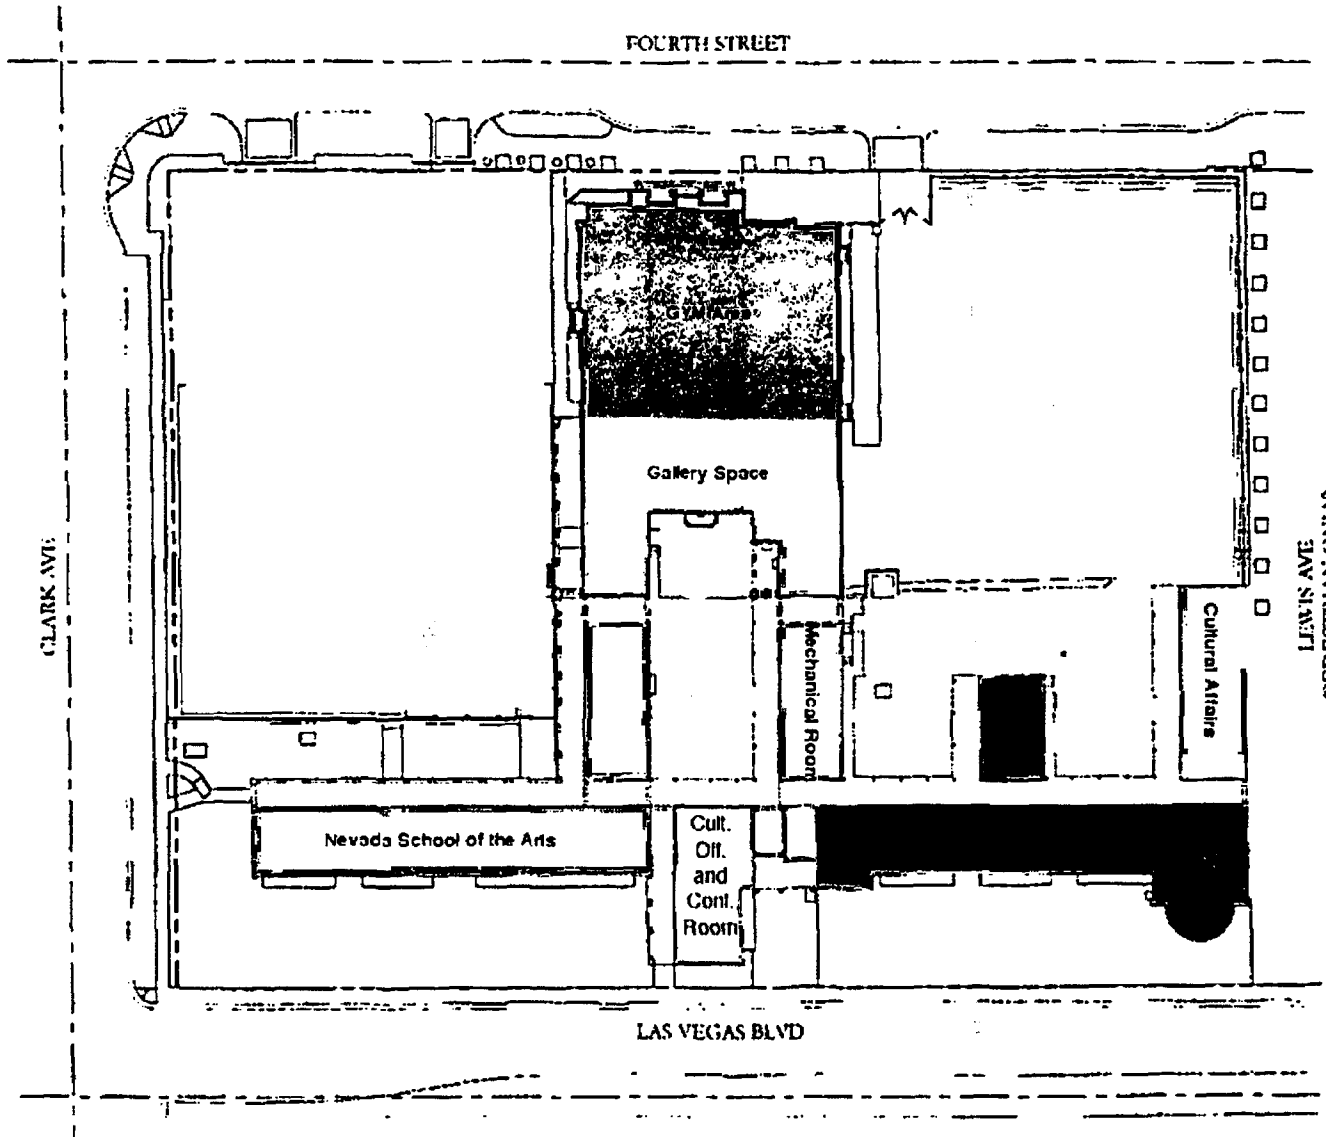 FOURTH STREET
GYM Area
Gallery Space
CLARK AVE
LEWIS AVE
Cultural Affairs
Mechanical Room
Nevada School of the Arts
Cult.
Off.
and
Conf.
Room
LAS VEGAS BLVD